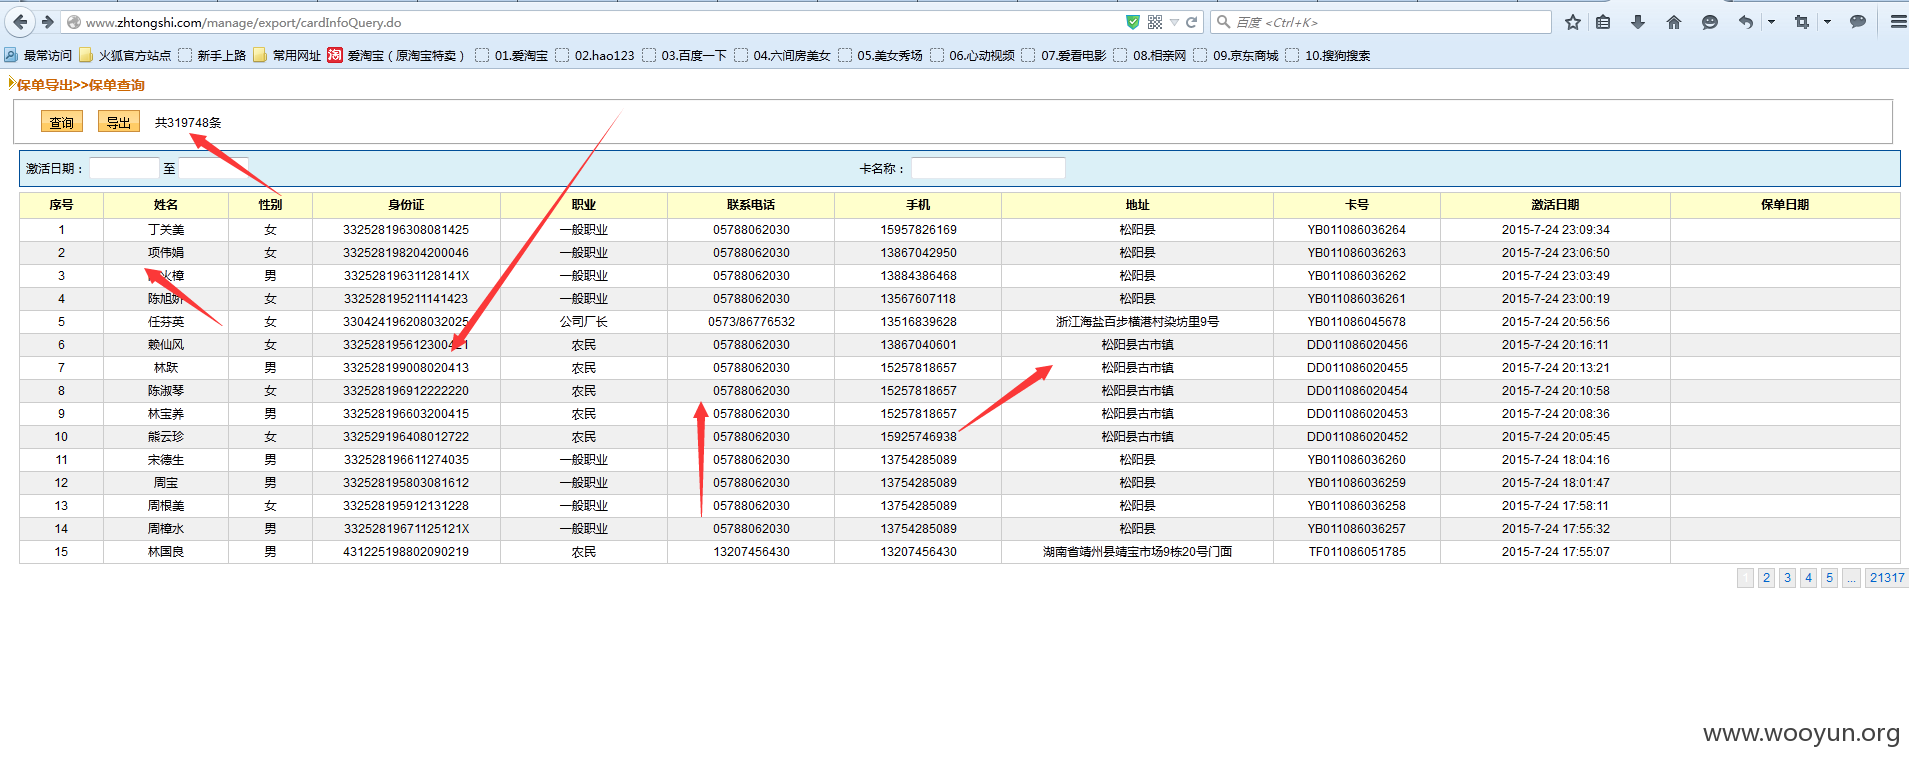 www.zhtongshi.com/manage/export/cardInfoQuery.do
百度 <Ctrl+K>
最常访问 火狐官方站点 新手上路 常用网址 淘 爱淘宝（原淘宝特卖） 01.爱淘宝 02.hao123 03.百度一下 04.六间房美女 05.美女秀场 06.心动视频 07.爱看电影 08.相亲网 09.京东商城 10.搜狗搜索
保单导出>>保单查询
查询 导出 共319748条
激活日期： 至 卡名称：
序号 姓名 性别 身份证 职业 联系电话 手机 地址 卡号 激活日期 保单日期
1 丁关美 女 332528196308081425 一般职业 05788062030 15957826169 松阳县 YB011086036264 2015-7-24 23:09:34
2 项伟娟 女 332528198204200046 一般职业 05788062030 13867042950 松阳县 YB011086036263 2015-7-24 23:06:50
3 火樟 男 33252819631128141X 一般职业 05788062030 13884386468 松阳县 YB011086036262 2015-7-24 23:03:49
4 陈旭 女 332528195211141423 一般职业 05788062030 13567607118 松阳县 YB011086036261 2015-7-24 23:00:19
5 任芬英 女 330424196208032025 公司厂长 0573/86776532 13516839628 浙江海盐百步横港村染坊里9号 YB011086045678 2015-7-24 20:56:56
6 赖仙风 女 农民 05788062030 13867040601 松阳县古市镇 DD011086020456 2015-7-24 20:16:11
7 林跃 男 332528199008020413 农民 05788062030 15257818657 松阳县古市镇 DD011086020455 2015-7-24 20:13:21
8 陈淑琴 女 332528196912222220 农民 05788062030 15257818657 松阳县古市镇 DD011086020454 2015-7-24 20:10:58
9 林宝养 男 332528196603200415 农民 05788062030 15257818657 松阳县古市镇 DD011086020453 2015-7-24 20:08:36
10 熊云珍 女 332529196408012722 农民 05788062030 15925746938 松阳县古市镇 DD011086020452 2015-7-24 20:05:45
11 宋德生 男 332528196611274035 一般职业 05788062030 13754285089 松阳县 YB011086036260 2015-7-24 18:04:16
12 周宝 男 332528195803081612 一般职业 05788062030 13754285089 松阳县 YB011086036259 2015-7-24 18:01:47
13 周根美 女 332528195912131228 一般职业 05788062030 13754285089 松阳县 YB011086036258 2015-7-24 17:58:11
14 周樟水 男 33252819671125121X 一般职业 05788062030 13754285089 松阳县 YB011086036257 2015-7-24 17:55:32
15 林国良 男 431225198802090219 农民 13207456430 13207456430 湖南省靖州县靖宝市场9栋20号门面 TF011086051785 2015-7-24 17:55:07
1 2 3 4 5 ... 21317
www.wooyun.org